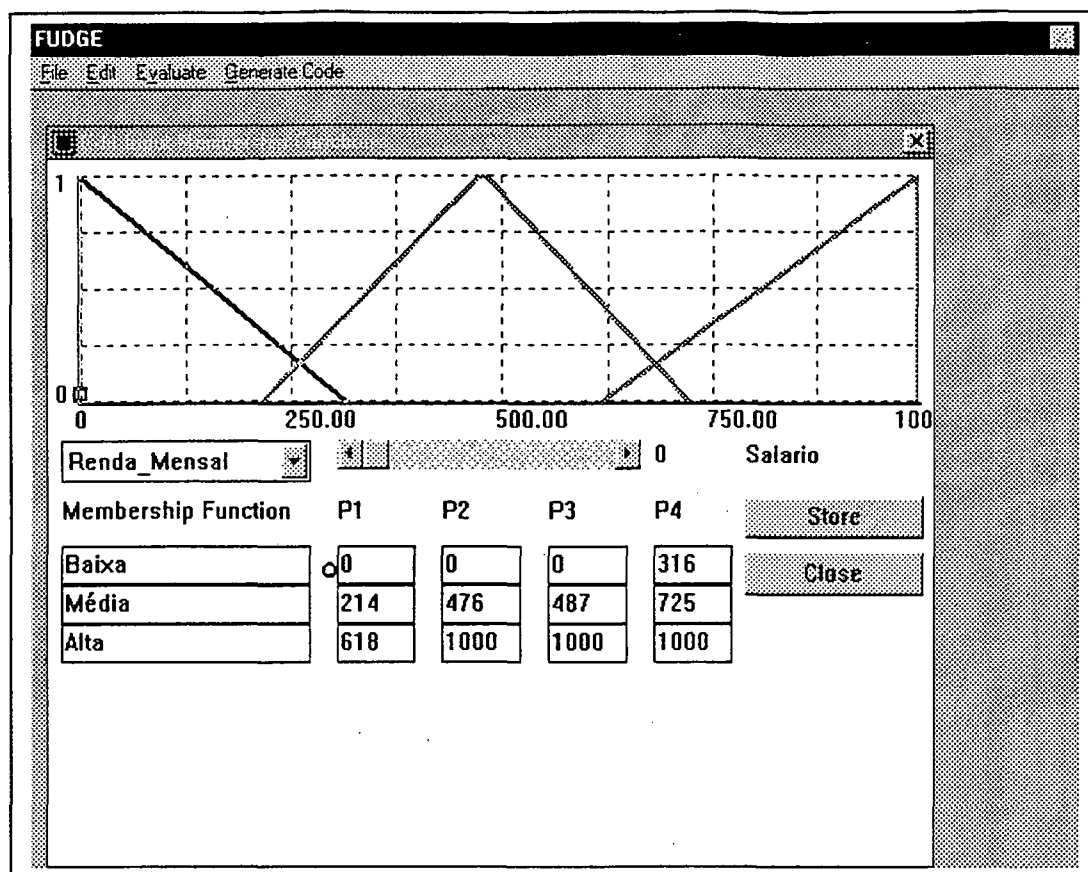 FUDGE
File Edit Evaluate Generate Code
1
0
0 250.00 500.00 750.00 100
Renda_Mensal 0 Salario
Membership Function P1 P2 P3 P4 Store
Baixa 0 0 0 316 Close
Média 214 476 487 725
Alta 618 1000 1000 1000